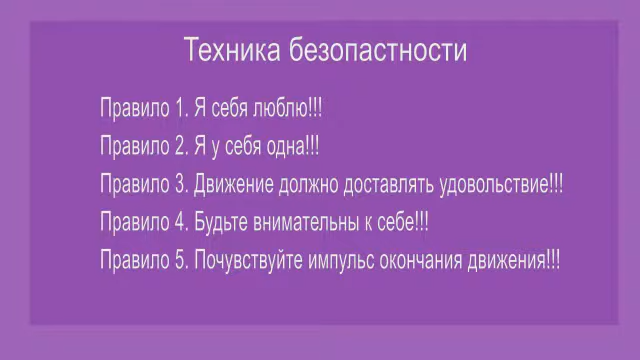 Техника безопастности
Правило 1. Я себя люблю!!!
Правило 2. Я у себя одна!!!
Правило 3. Движение должно доставлять удовольствие!!!
Правило 4. Будьте внимательны к себе!!!
Правило 5. Почувствуйте импульс окончания движения!!!